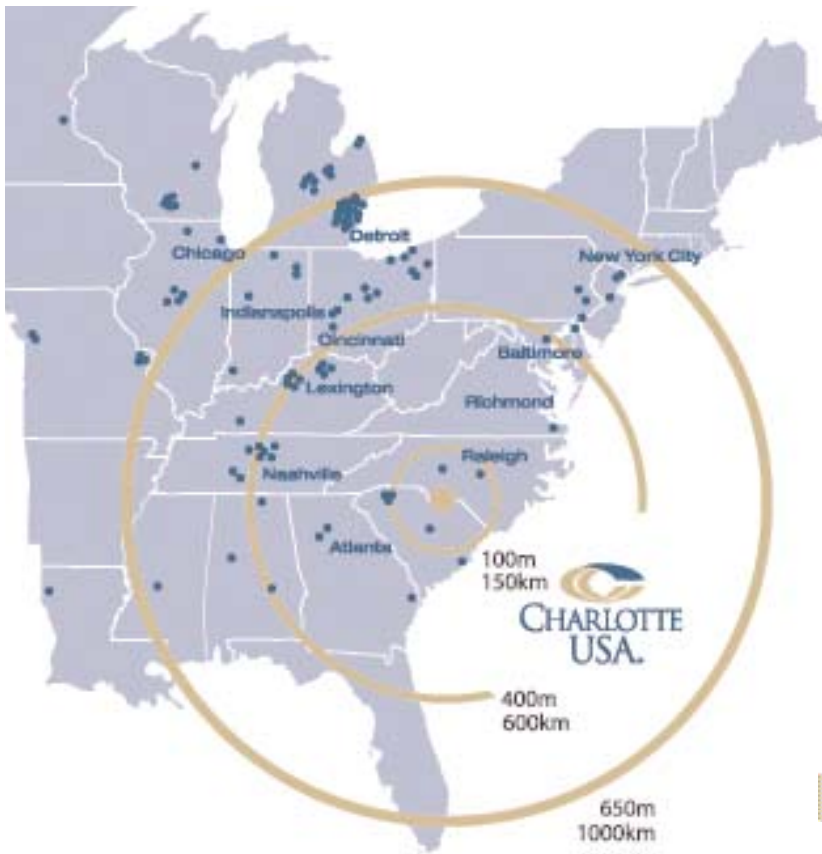 Detroit
Chicago
New York City
Indianapolis
Cincinnati
Baltimore
Lexington
Richmond
Raleigh
Nashville
Atlanta
100m
150km
CHARLOTTE
USA.
400m
600km
650m
1000km